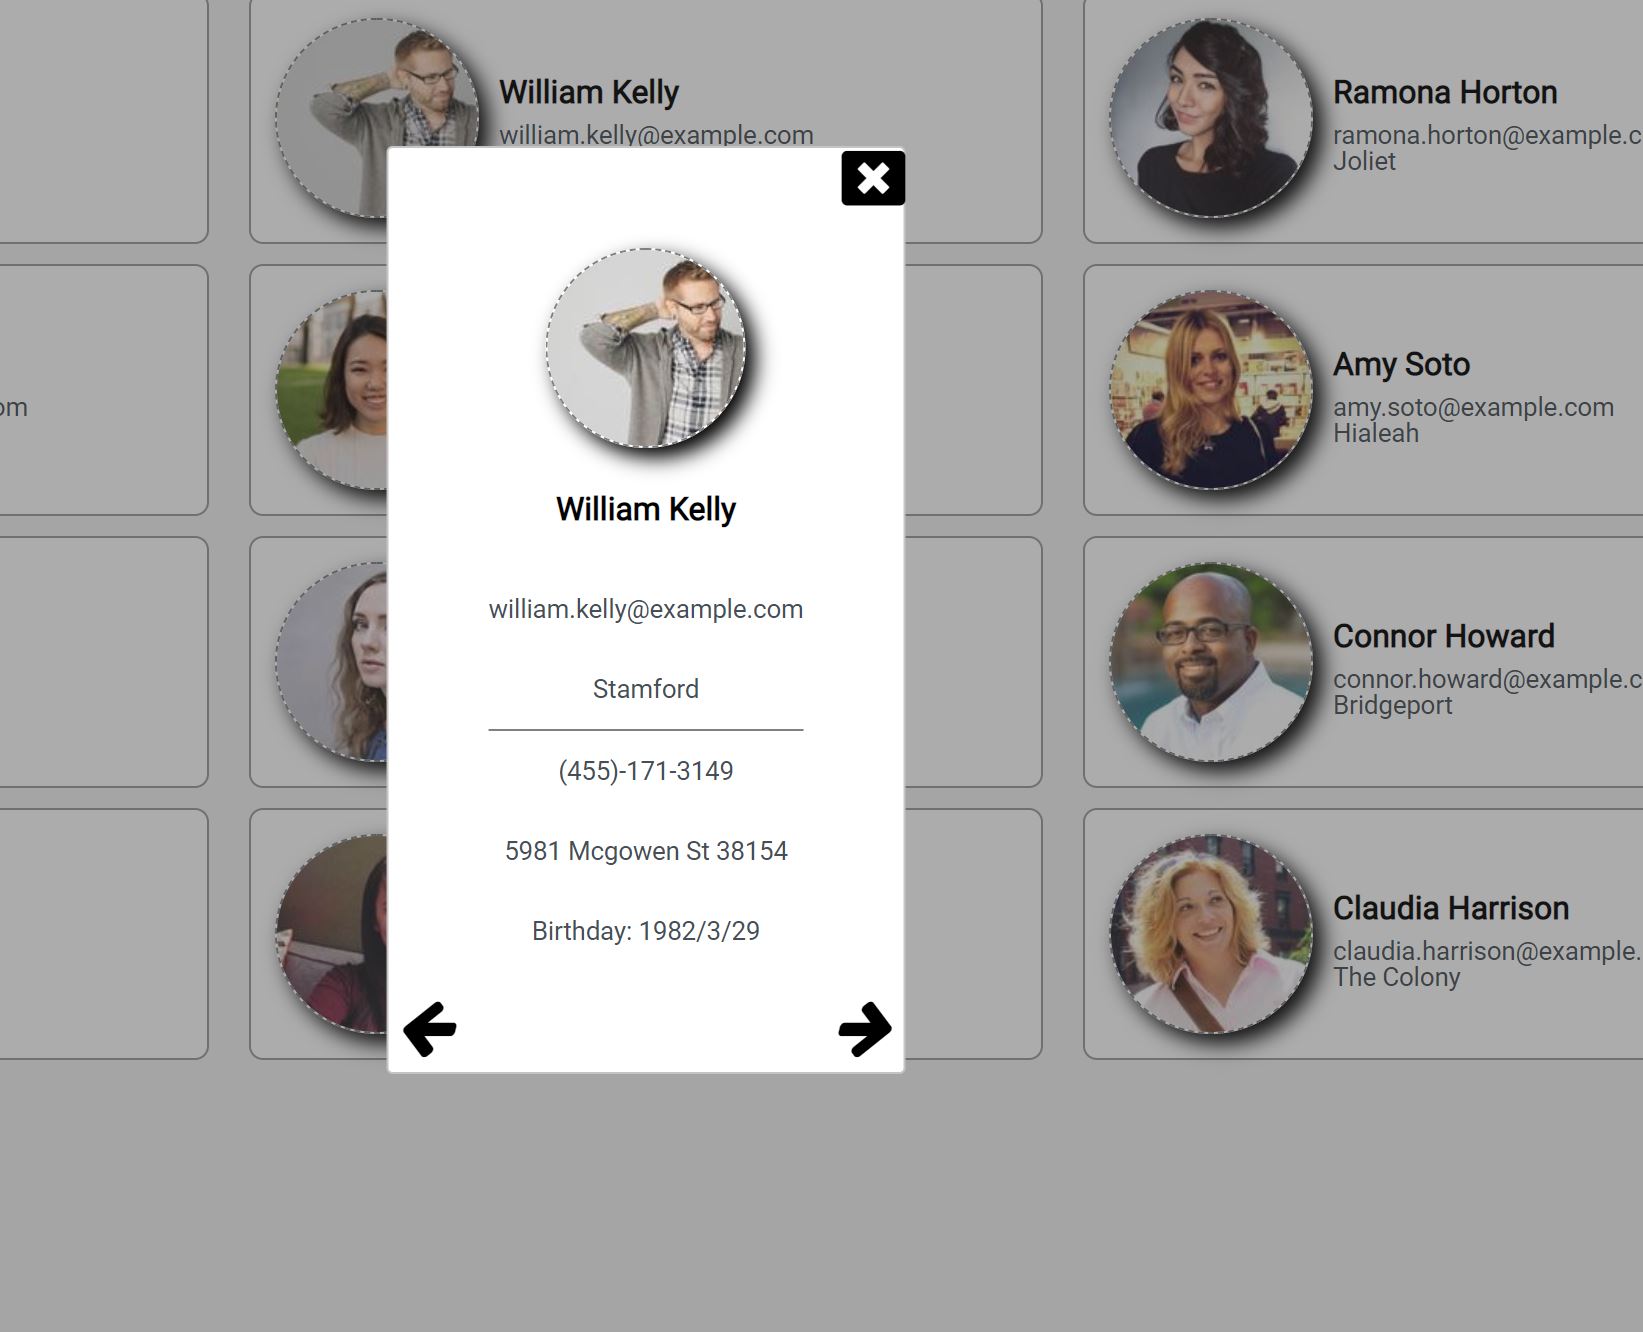 William Kelly
william.kelly@example.com
Ramona Horton
ramona.horton@example.c
Joliet
om
Amy Soto
amy.soto@example.com
Hialeah
Connor Howard
connor.howard@example.c
Bridgeport
Claudia Harrison
claudia.harrison@example.
The Colony
William Kelly
william.kelly@example.com
Stamford
(455)-171-3149
5981 Mcgowen St 38154
Birthday: 1982/3/29